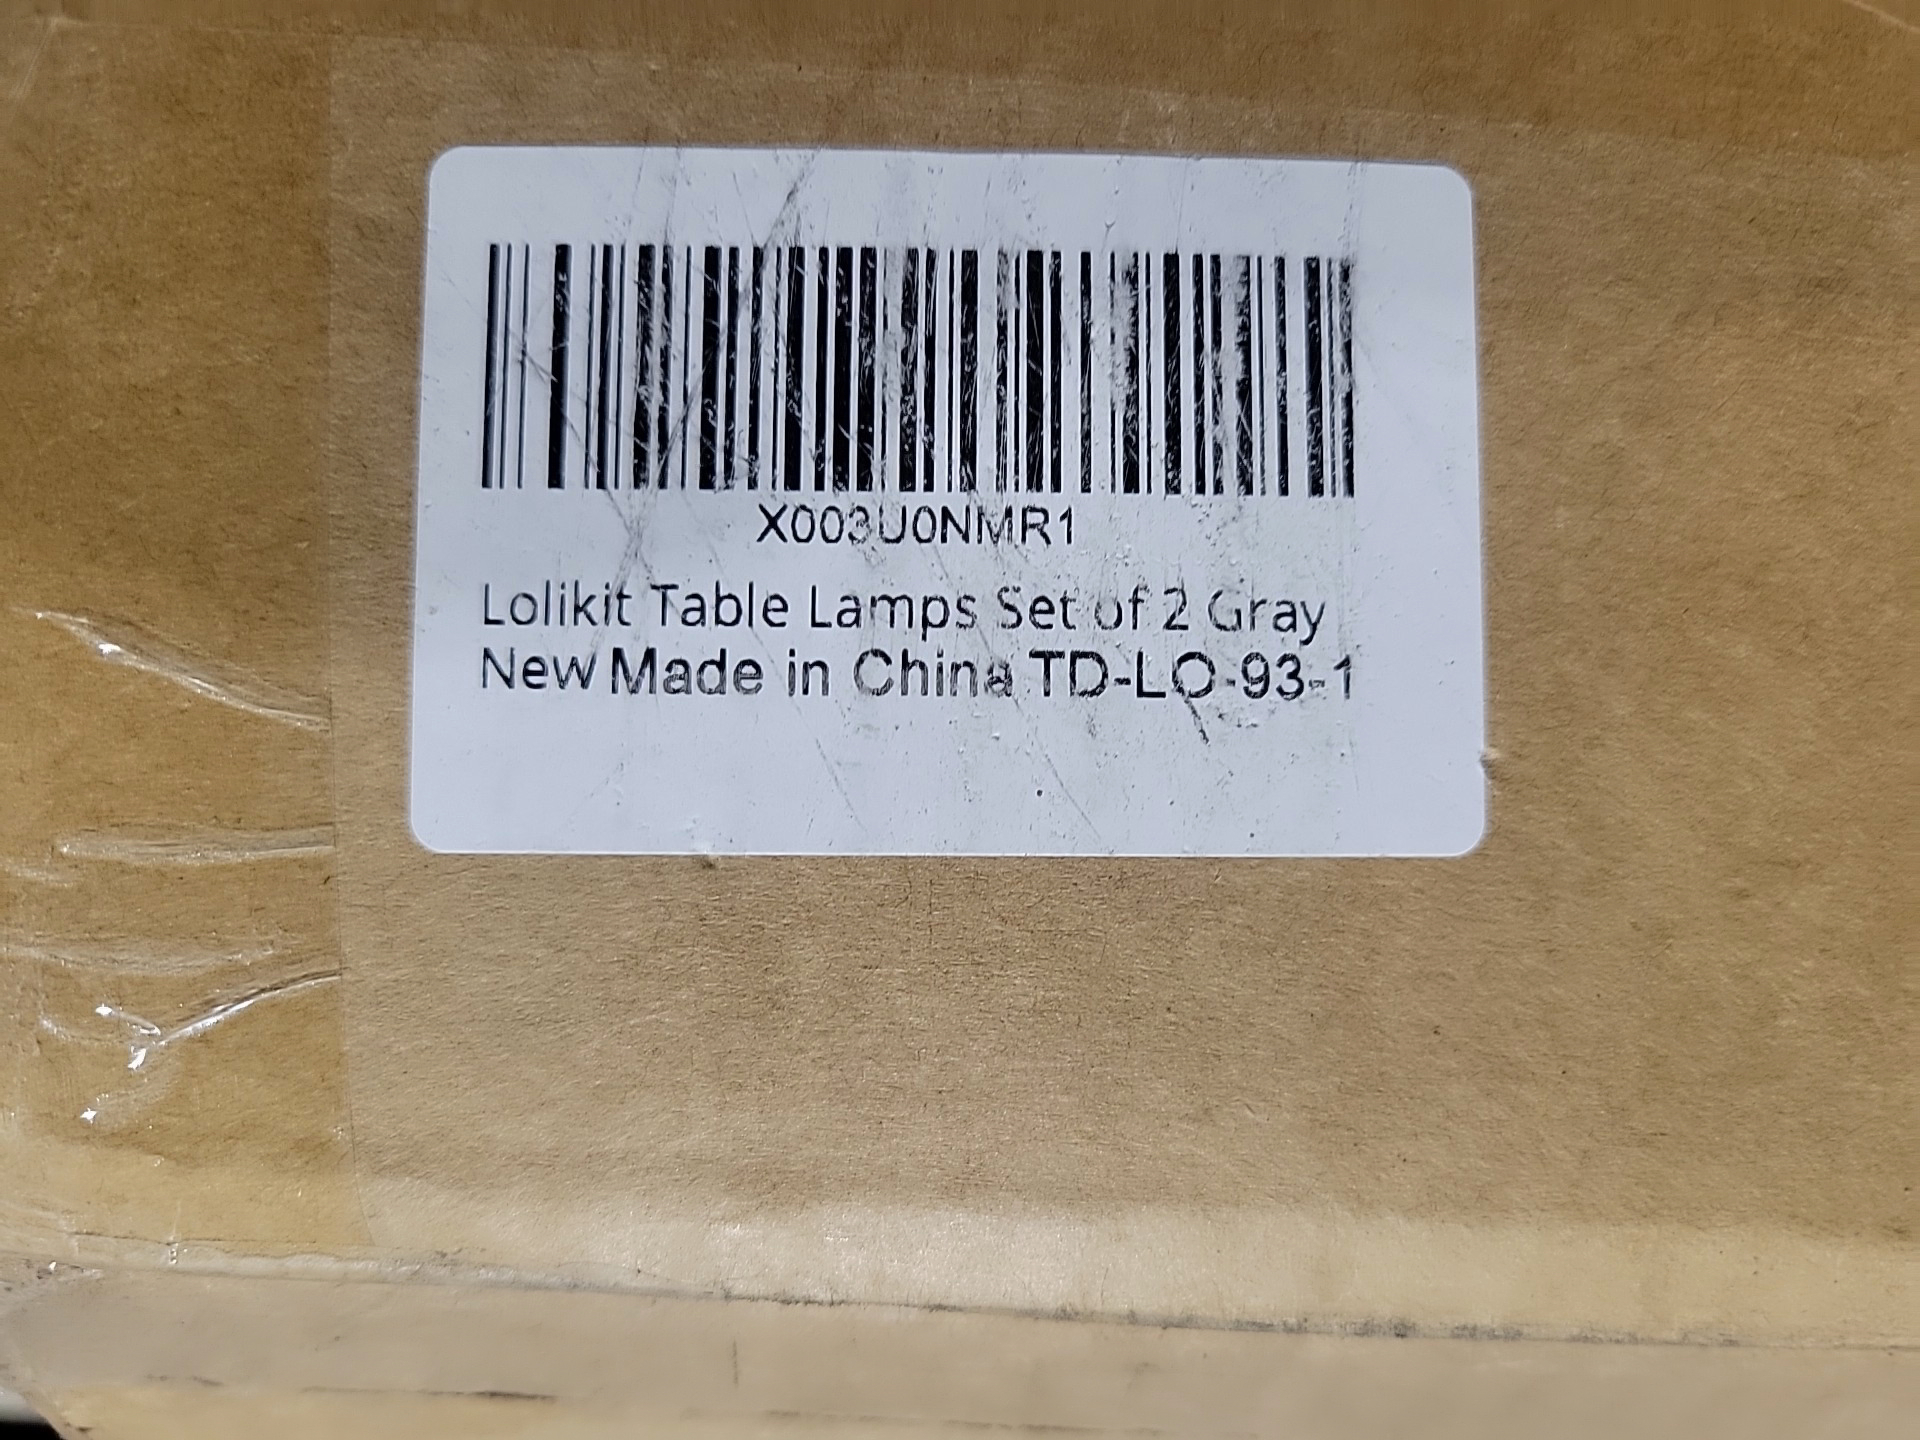 X003U0NMR1
Lolikit Table Lamps Set of 2 Gray
New Made in China TD-LO-93-1